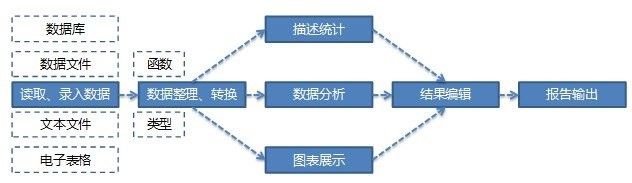 数据库
描述统计
数据文件
函数
读取、录入数据
数据整理、转换
数据分析
结果编辑
报告输出
文本文件
类型
电子表格
图表展示